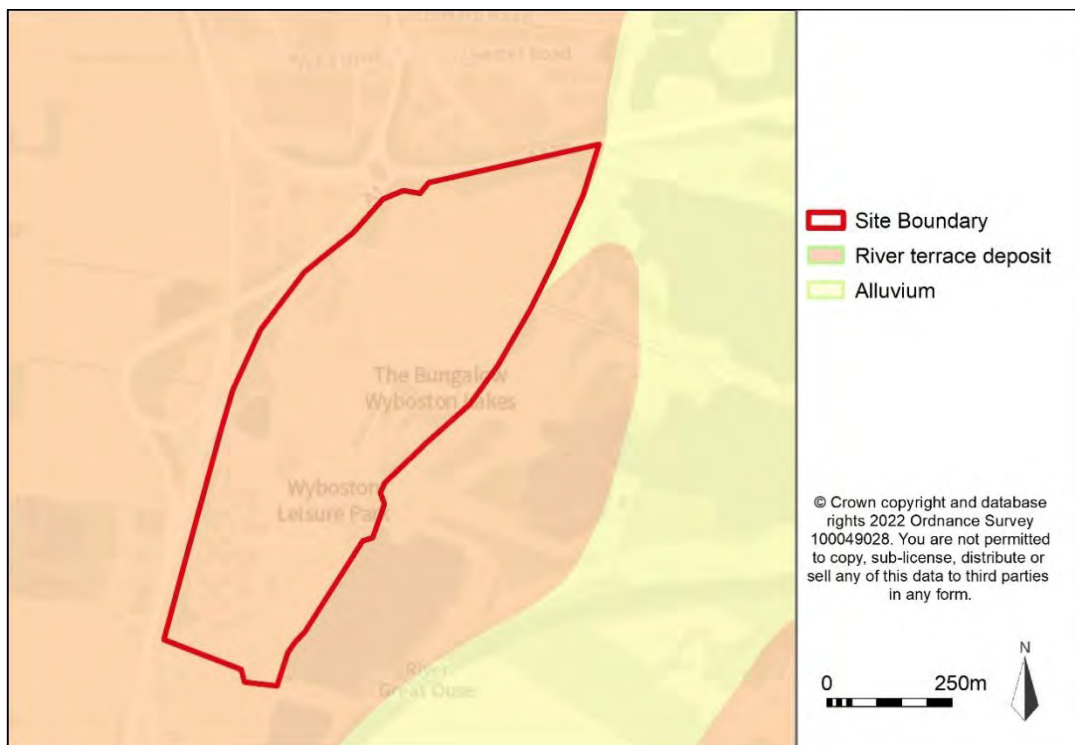 The Bungalow
Wyboston Lakes
Wyboston
Leisure Park
River
Great Ouse
Site Boundary
River terrace deposit
Alluvium
© Crown copyright and database
rights 2022 Ordnance Survey
100049028. You are not permitted
to copy, sub-license, distribute or
sell any of this data to third parties
in any form.
N
0 250m